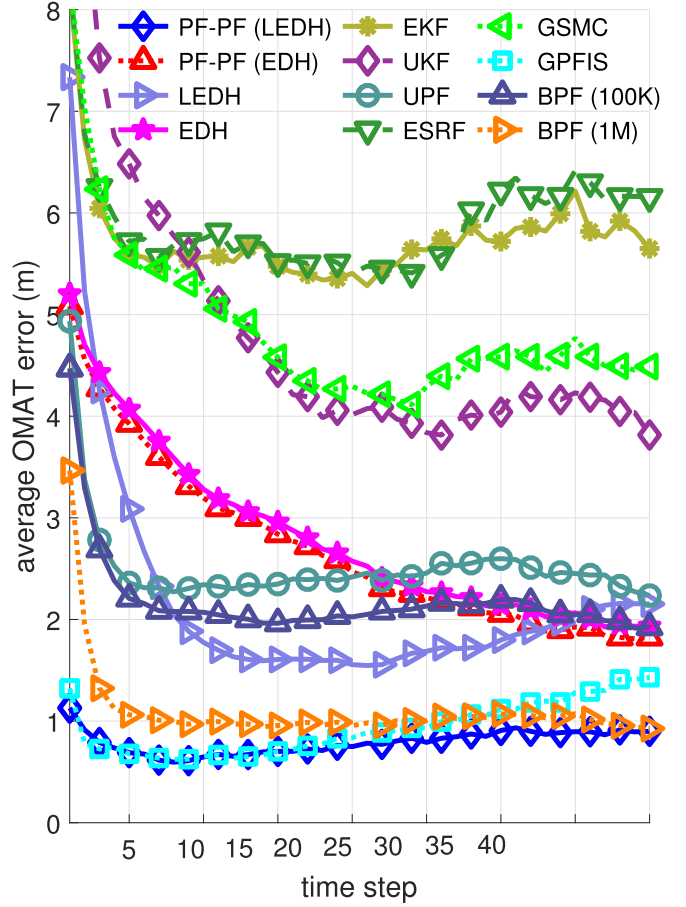 8
7
6
5
4
3
2
1
0
average OMAT error (m)
PF-PF (LEDH)
PF-PF (EDH)
LEDH
EDH
EKF
UKF
UPF
ESRF
GSMC
GPFIS
BPF (100K)
BPF (1M)
5 10 15 20 25 30 35 40
time step